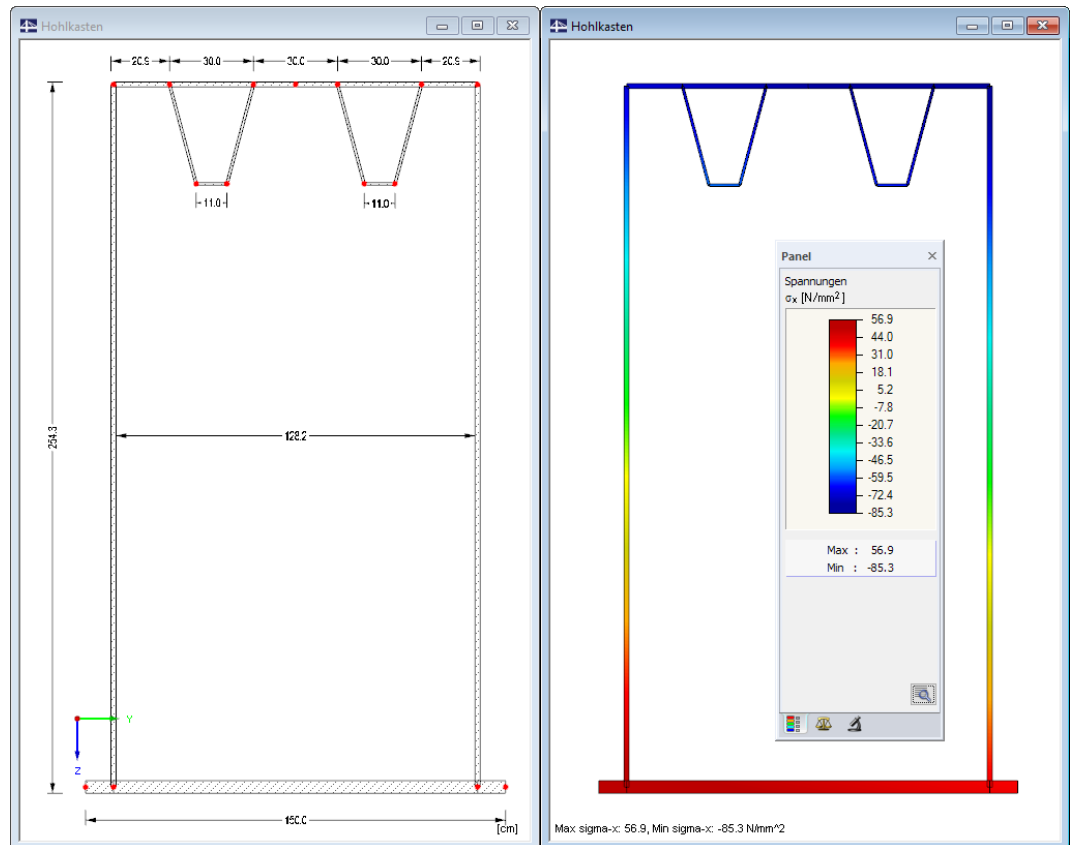 Hohlkasten
20.9 30.0 30.0 30.0 20.9
11.0 11.0
254.3
128.2
Y
Z
150.0
[cm]
Hohlkasten
Panel
Spannungen
σx [N/mm2]
56.9
44.0
31.0
18.1
5.2
-7.8
-20.7
-33.6
-46.5
-59.5
-72.4
-85.3
Max : 56.9
Min : -85.3
Max sigma-x: 56.9, Min sigma-x: -85.3 N/mm^2